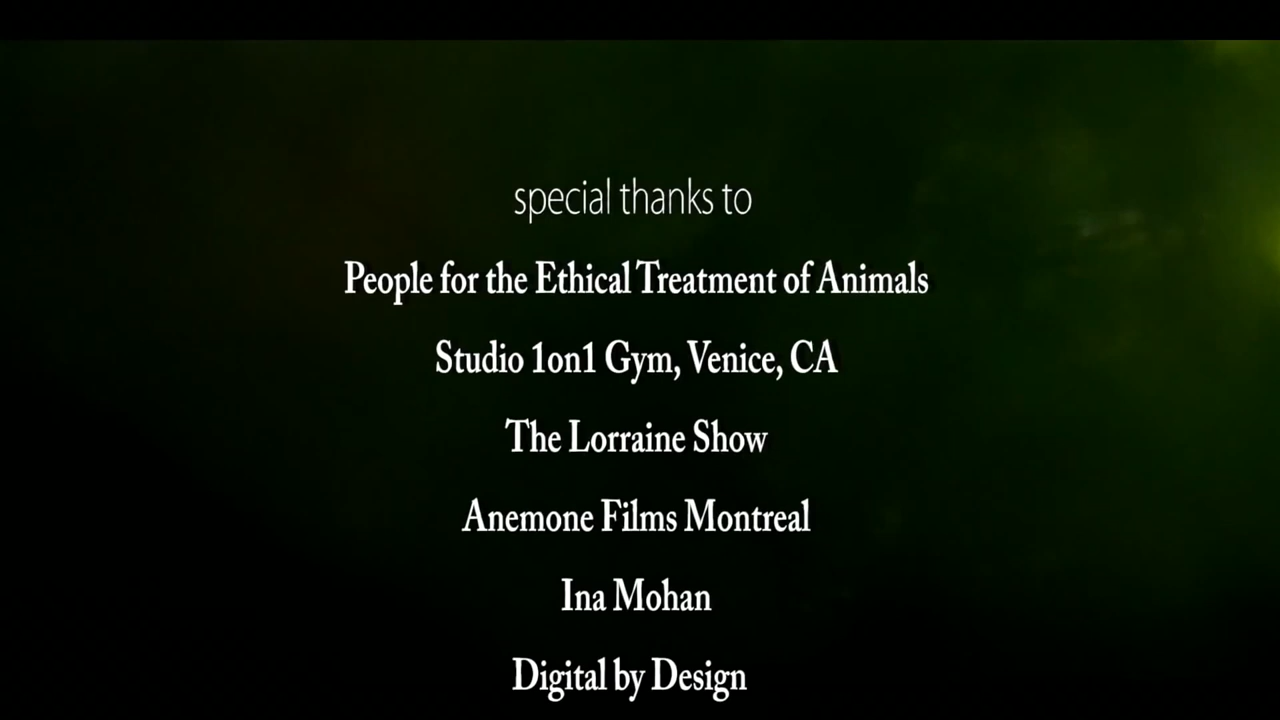 special thanks to
People for the Ethical Treatment of Animals
Studio 1on1 Gym, Venice, CA
The Lorraine Show
Anemone Films Montreal
Ina Mohan
Digital by Design